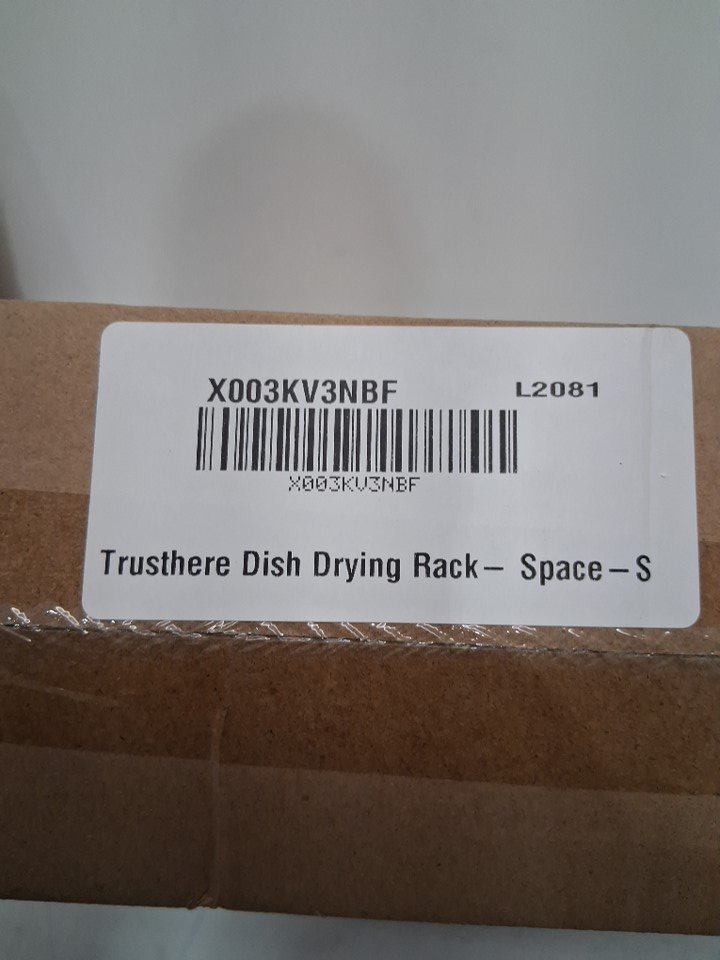 X003KV3NBF L2081
X003KV3NBF
Trusthere Dish Drying Rack— Space—S